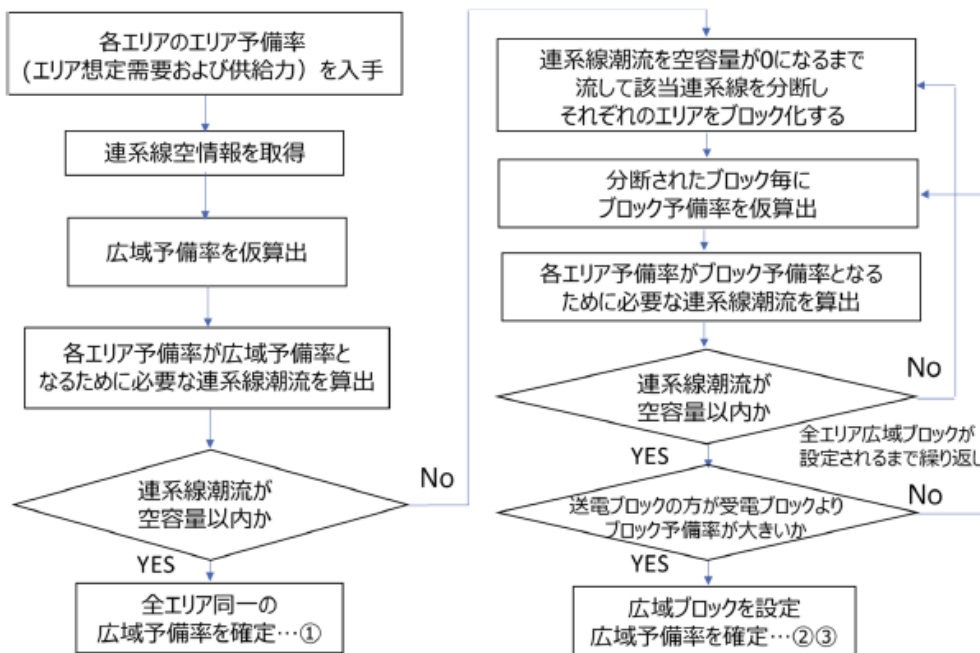 各エリアのエリア予備率
(エリア想定需要および供給力）を入手
連系線空情報を取得
広域予備率を仮算出
各エリア予備率が広域予備率と
なるために必要な連系線潮流を算出
連系線潮流が
空容量以内か
No
YES
全エリア同一の
広域予備率を確定…①
連系線潮流を空容量が0になるまで
流して該当連系線を分断し
それぞれのエリアをブロック化する
分断されたブロック毎に
ブロック予備率を仮算出
各エリア予備率がブロック予備率となる
ために必要な連系線潮流を算出
連系線潮流が
空容量以内か
No
全エリア広域ブロックが
設定されるまで繰り返し
YES
送電ブロックの方が受電ブロックより
ブロック予備率が大きいか
No
YES
広域ブロックを設定
広域予備率を確定…②③